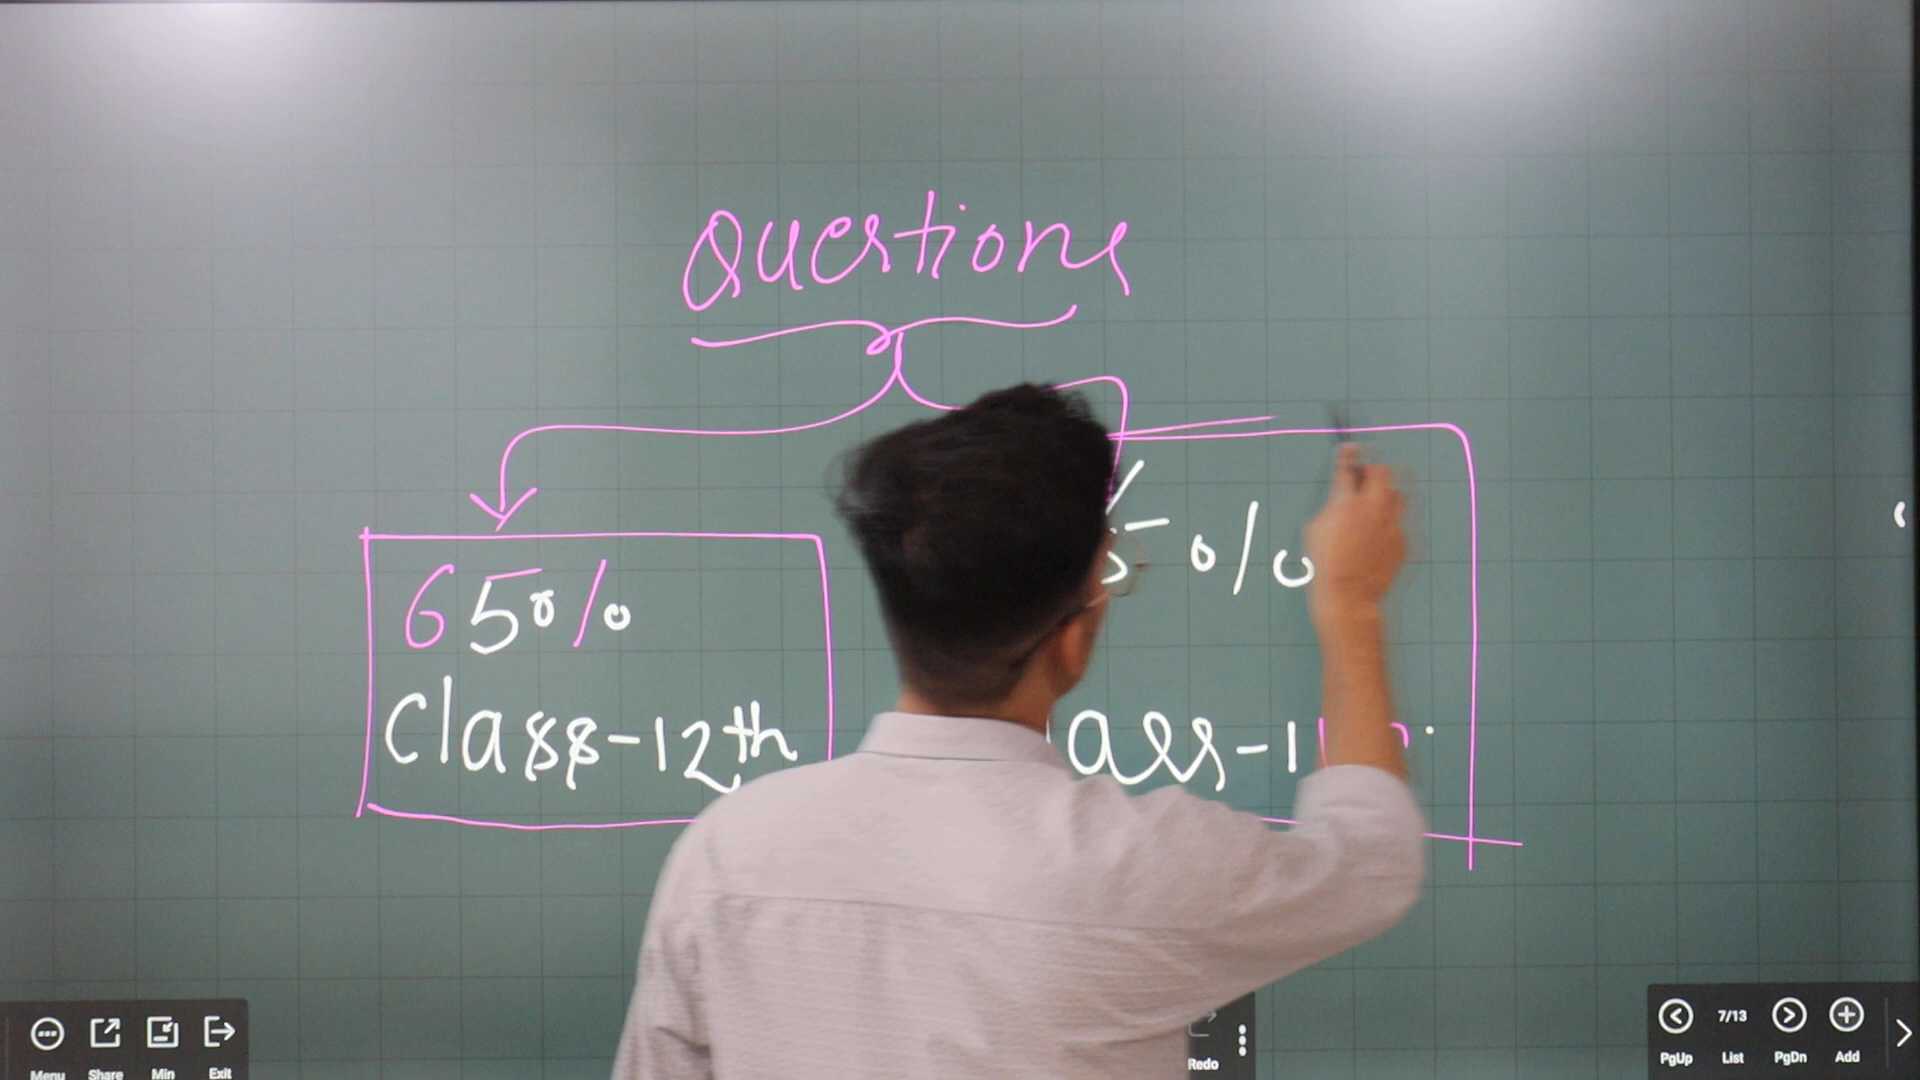 Questions
65%
Class-12th
5%
ass-1
Menu
Share
Min
Exit
Redo
PgUp
7/13
List
PgDn
Add